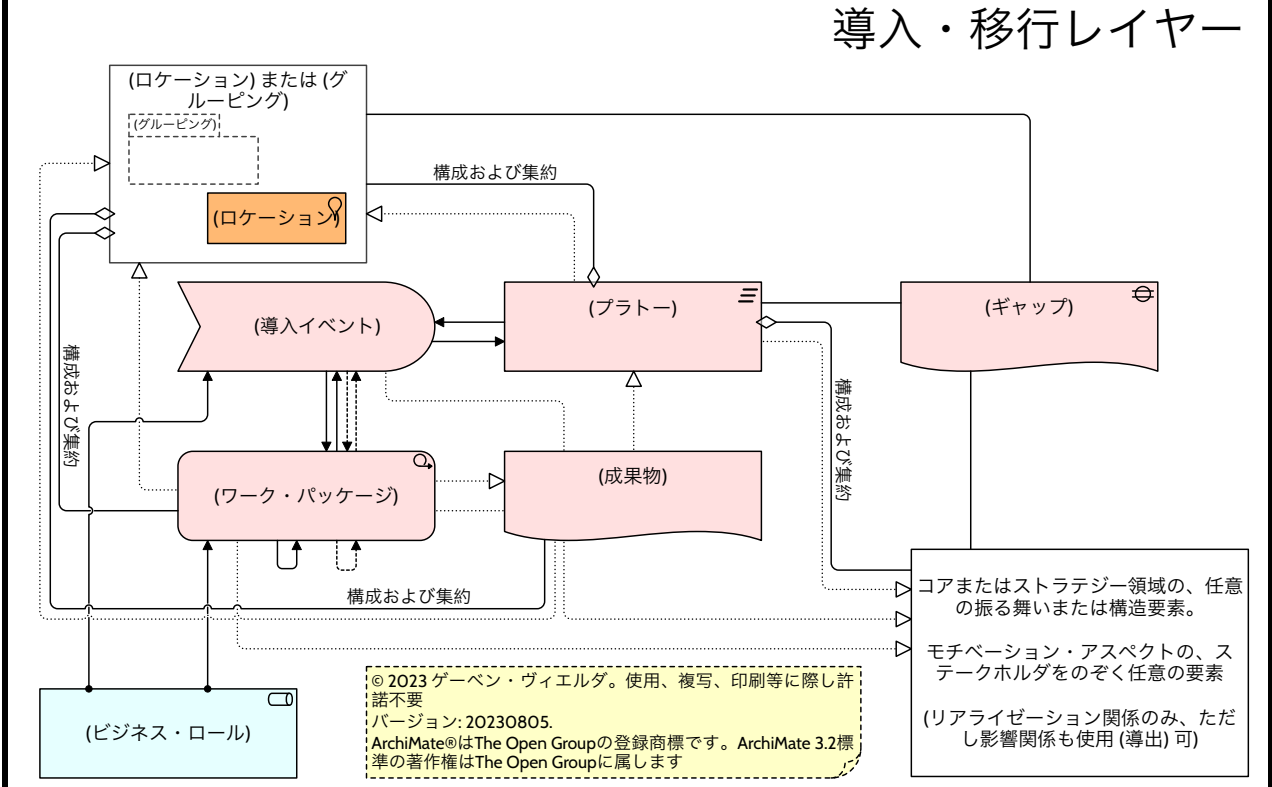 導入・移行レイヤー
(ロケーション) または (グ
ルーピング)
(グルーピング)
(ロケーション)
構成および集約
(導入イベント)
(プラトー)
(ギャップ)
構成および集約
構成および集約
(ワーク・パッケージ)
(成果物)
構成および集約
コアまたはストラテジー領域の、任意
の振る舞いまたは構造要素。
モチベーション・アスペクトの、ス
テークホルダをのぞく任意の要素
(リアライゼーション関係のみ、ただ
し影響関係も使用 (導出) 可)
(ビジネス・ロール)
© 2023 ゲーベン・ヴィエルダ。使用、複写、印刷等に際し許
諾不要
バージョン: 20230805.
ArchiMate®はThe Open Groupの登録商標です。ArchiMate 3.2標
準の著作権はThe Open Groupに属します